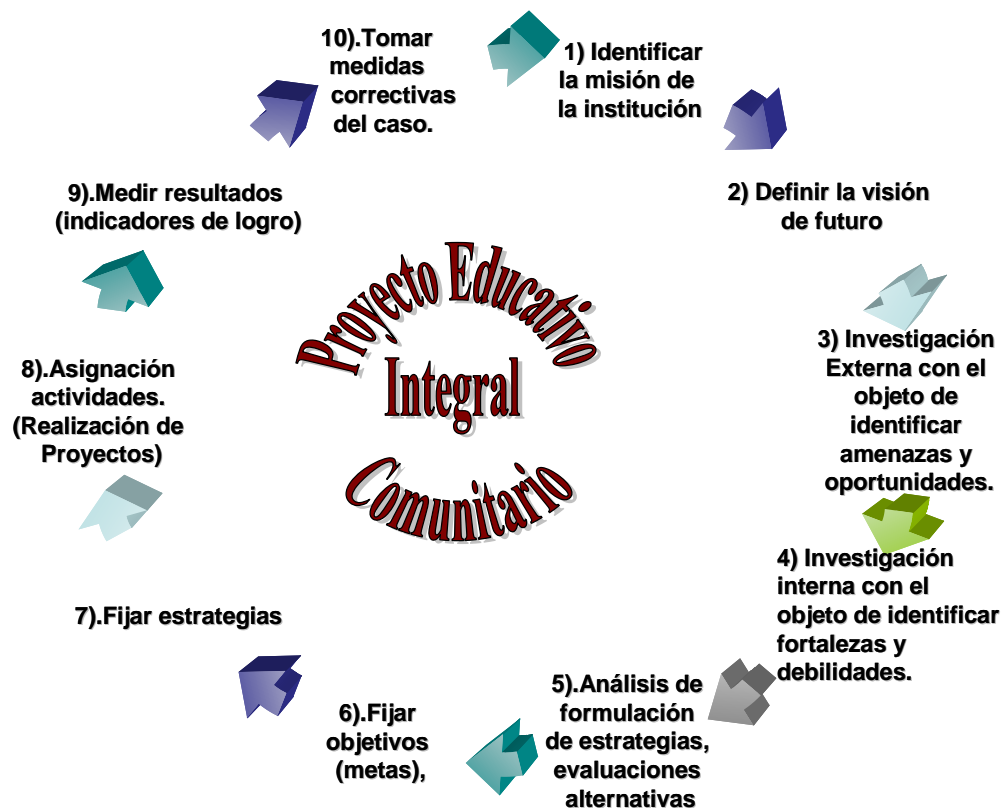 Proyecto Educativo
Integral
Comunitario
1) Identificar
la misión de
la institución
2) Definir la visión
de futuro
3) Investigación
Externa con el
objeto de
identificar
amenazas y
oportunidades.
4) Investigación
interna con el
objeto de identificar
fortalezas y
debilidades.
5).Análisis de
formulación
de estrategias,
evaluaciones
alternativas
6).Fijar
objetivos
(metas),
7).Fijar estrategias
8).Asignación
actividades.
(Realización de
Proyectos)
9).Medir resultados
(indicadores de logro)
10).Tomar
medidas
correctivas
del caso.